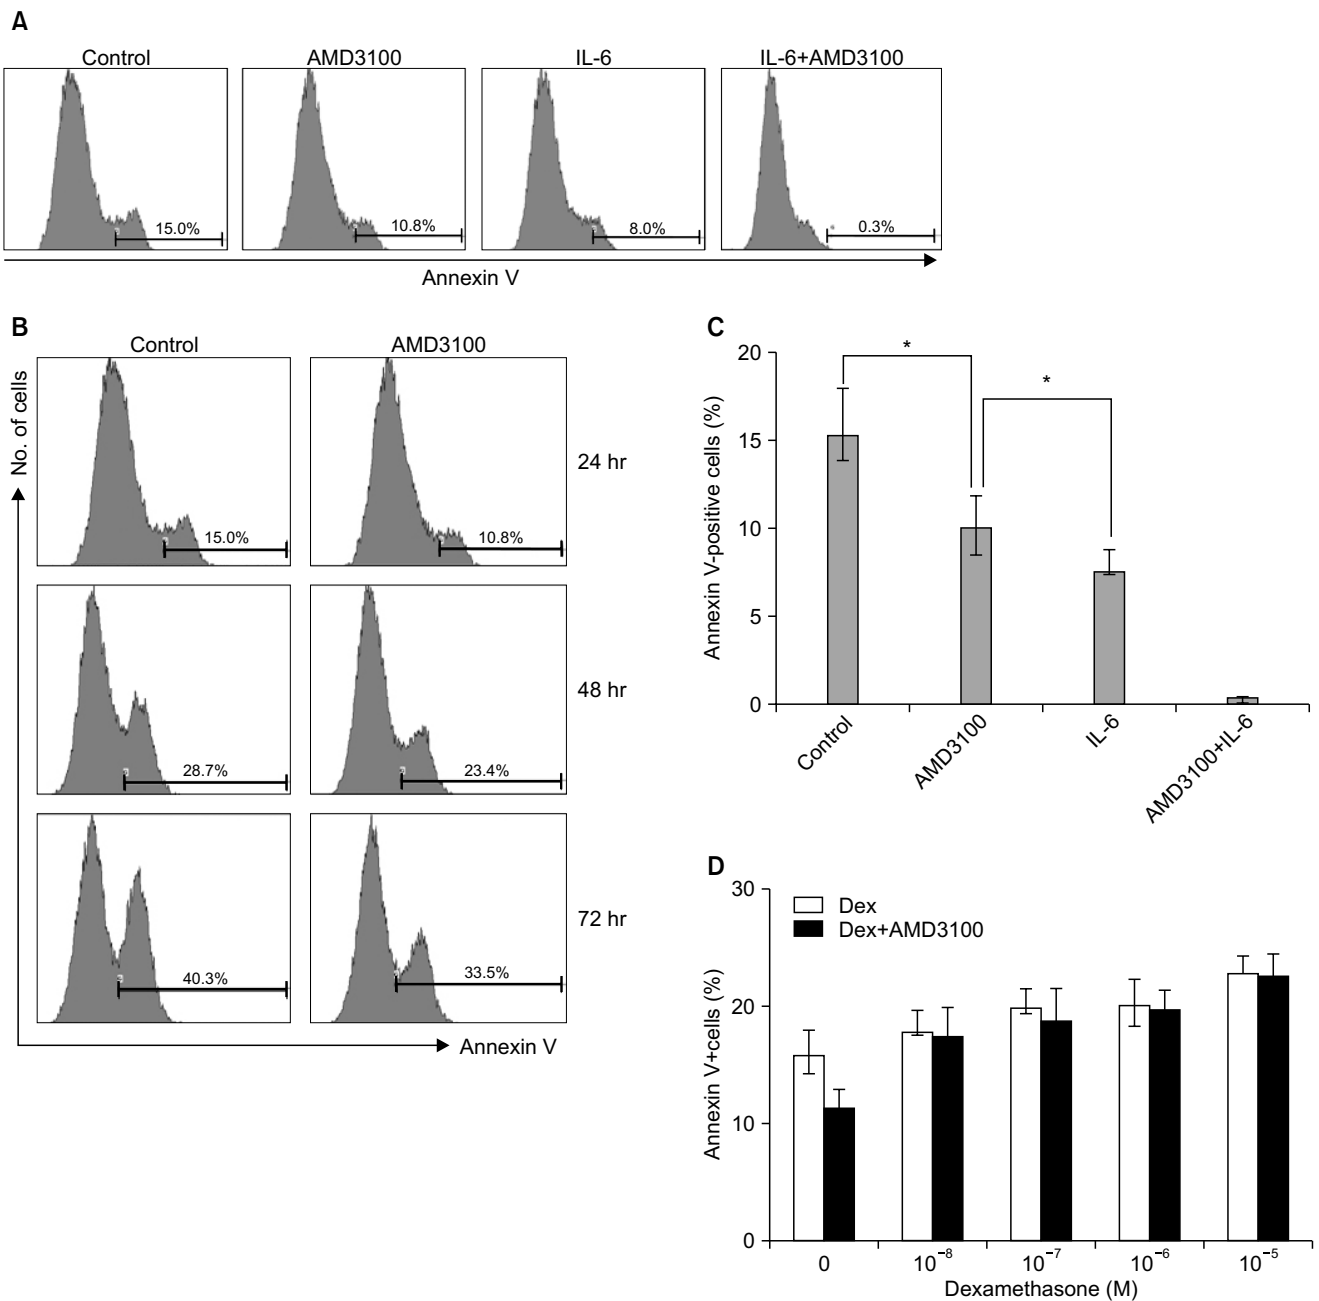 A
Control AMD3100 IL-6 IL-6+AMD3100
15.0% 10.8% 8.0% 0.3%
Annexin V
B
Control AMD3100
No. of cells
24 hr
15.0% 10.8%
48 hr
28.7% 23.4%
72 hr
40.3% 33.5%
Annexin V
C
Annexin V-positive cells (%)
20
15
10
5
0
* *
Control AMD3100 IL-6 AMD3100+IL-6
D
Annexin V+cells (%)
30
20
10
0
Dex
Dex+AMD3100
0 10⁻⁸ 10⁻⁷ 10⁻⁶ 10⁻⁵
Dexamethasone (M)